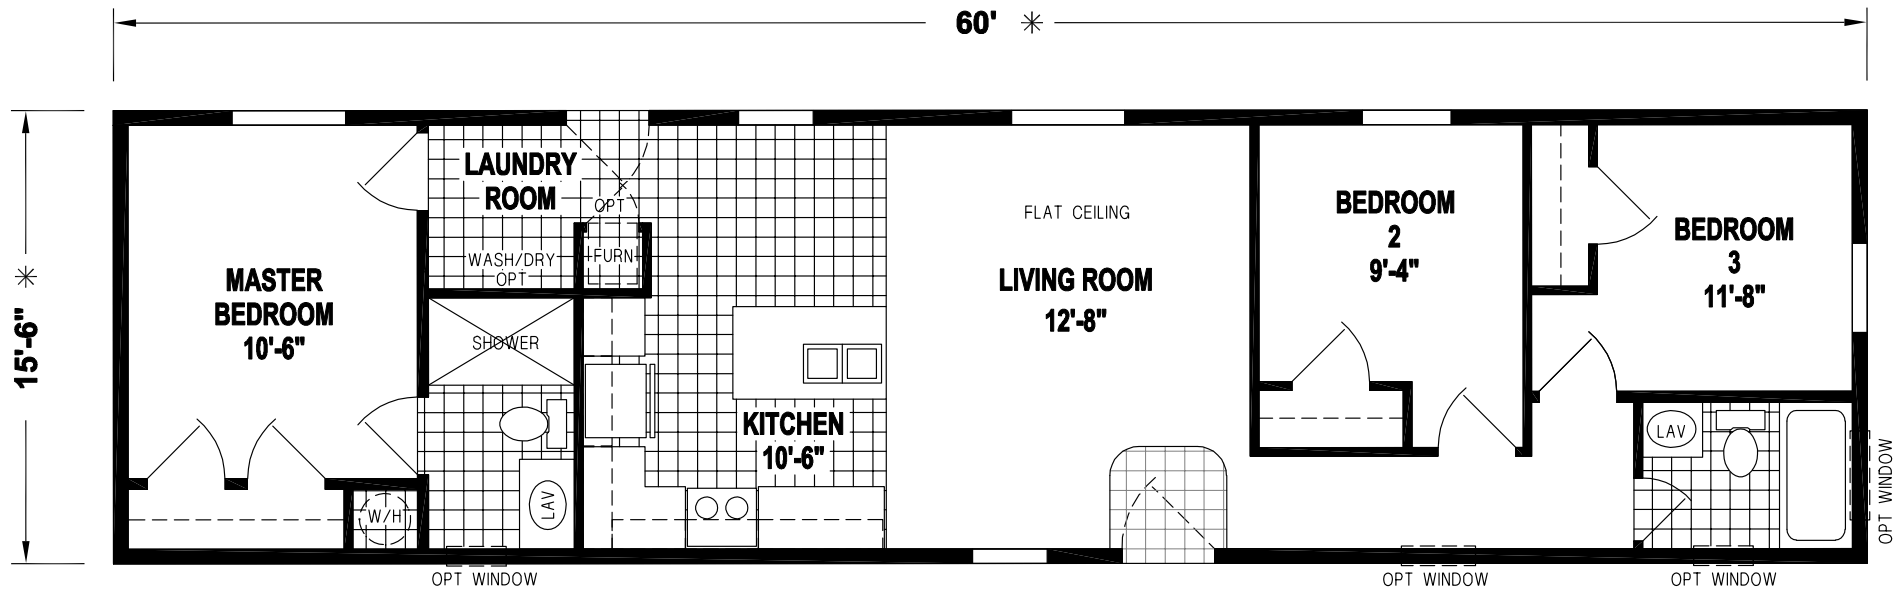 60' ✳
15'-6" ✳
LAUNDRY
ROOM
OPT
WASH/DRY
OPT
FURN
MASTER
BEDROOM
10'-6"
SHOWER
LAV
W/H
KITCHEN
10'-6"
FLAT CEILING
LIVING ROOM
12'-8"
BEDROOM
2
9'-4"
BEDROOM
3
11'-8"
LAV
OPT WINDOW
OPT WINDOW
OPT WINDOW
OPT WINDOW